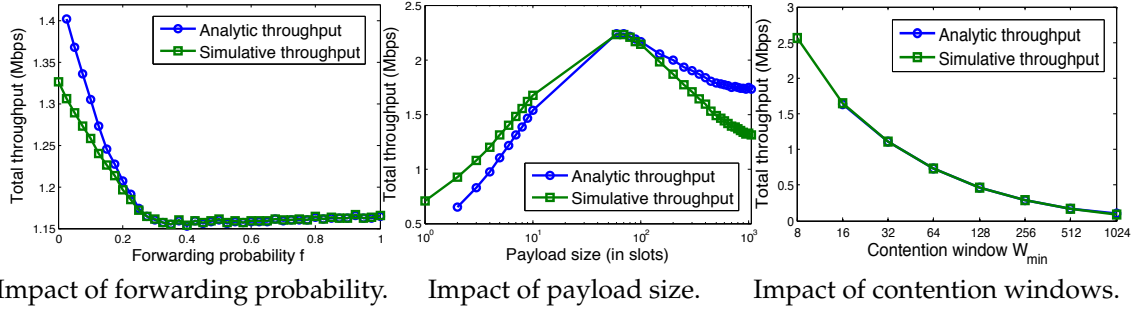 Total throughput (Mbps)
1.4
1.35
1.3
1.25
1.2
1.15
0
0.2
0.4
0.6
0.8
1
Forwarding probability f
Analytic throughput
Simulative throughput
Impact of forwarding probability.
Total throughput (Mbps)
2.5
2
1.5
1
0.5
10^0
10^1
10^2
10^3
Payload size (in slots)
Analytic throughput
Simulative throughput
Impact of payload size.
Total throughput (Mbps)
3
2.5
2
1.5
1
0.5
0
8
16
32
64
128
256
512
1024
Contention window W_min
Analytic throughput
Simulative throughput
Impact of contention windows.